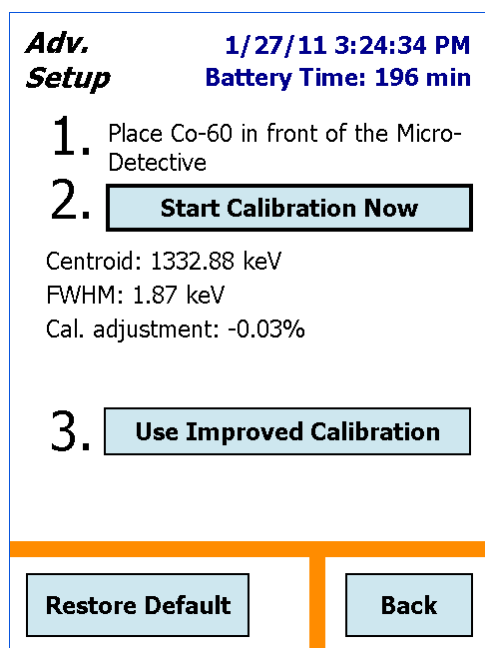 Adv. 1/27/11 3:24:34 PM
Setup Battery Time: 196 min
1. Place Co-60 in front of the Micro-
Detective
2. Start Calibration Now
Centroid: 1332.88 keV
FWHM: 1.87 keV
Cal. adjustment: -0.03%
3. Use Improved Calibration
Restore Default Back